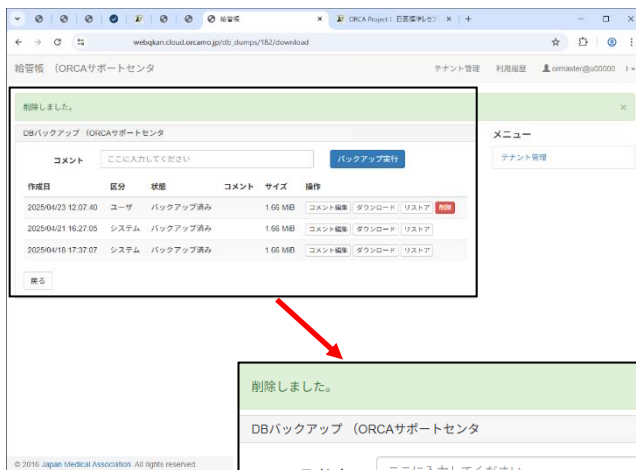 給管帳
ORCA Project : 日医標準レセプ
webqkan.cloud.orcamo.jp/db_dumps/182/download
給管帳 （ORCAサポートセンタ
テナント管理 利用履歴 ormaster@u00000
削除しました。
DBバックアップ （ORCAサポートセンタ
メニュー
コメント ここに入力してください バックアップ実行
テナント管理
作成日 区分 状態 コメント サイズ 操作
2025/04/23 12:07:40 ユーザ バックアップ済み 1.66 MiB コメント編集 ダウンロード リストア 削除
2025/04/21 16:27:05 システム バックアップ済み 1.66 MiB コメント編集 ダウンロード リストア
2025/04/18 17:37:07 システム バックアップ済み 1.66 MiB コメント編集 ダウンロード リストア
戻る
削除しました。
DBバックアップ （ORCAサポートセンタ
© 2016 Japan Medical Association. All rights reserved.